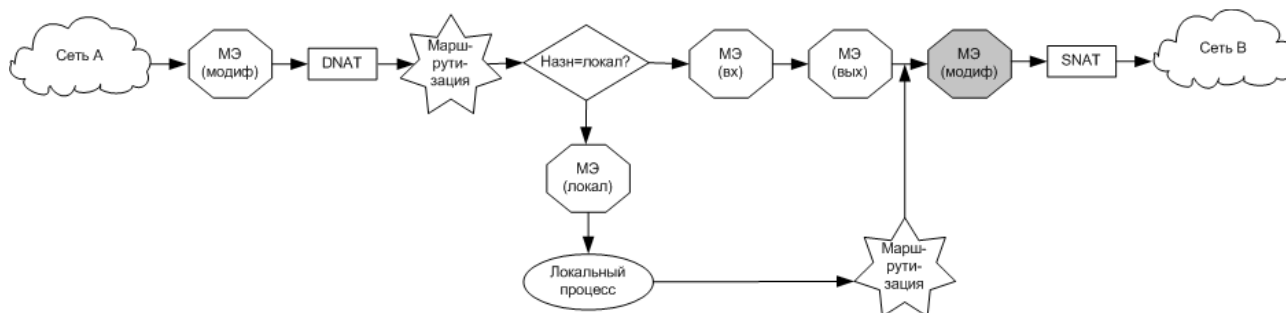 Сеть А
МЭ
(модиф)
DNAT
Марш-
рути-
зация
Назн=локал?
МЭ
(вх)
МЭ
(вых)
МЭ
(модиф)
SNAT
Сеть В
МЭ
(локал)
Локальный
процесс
Марш-
рути-
зация